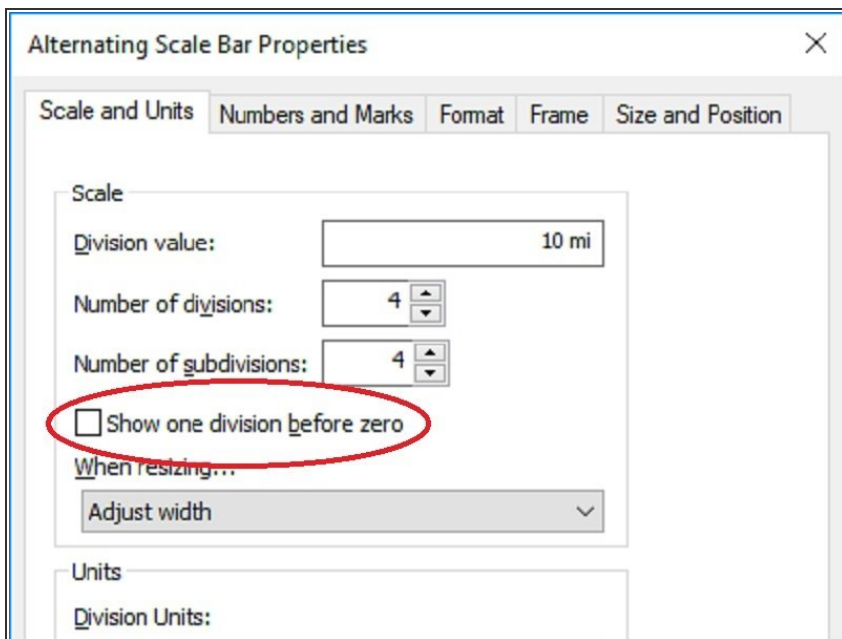 Alternating Scale Bar Properties
Scale and Units Numbers and Marks Format Frame Size and Position
Scale
Division value: 10 mi
Number of divisions: 4
Number of subdivisions: 4
Show one division before zero
When resizing...
Adjust width
Units
Division Units: